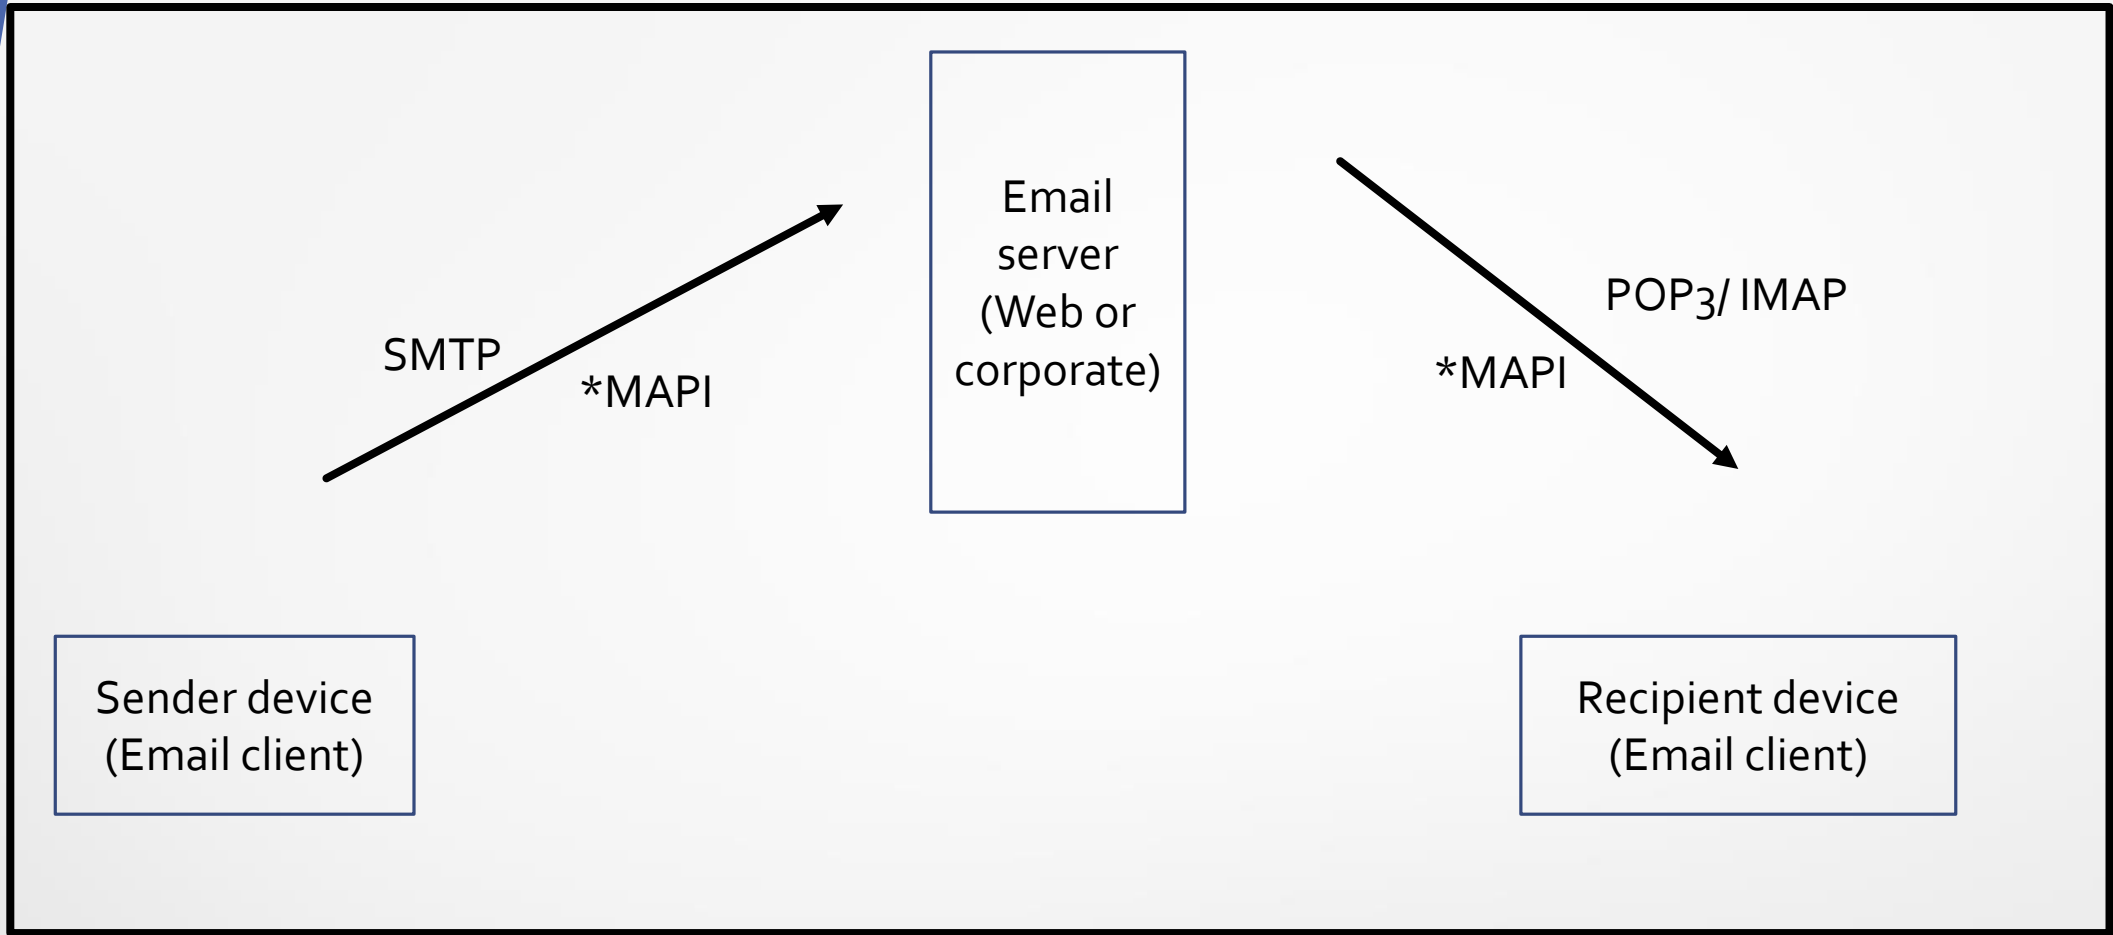 Email
server
(Web or
corporate)
SMTP
*MAPI
POP3/ IMAP
*MAPI
Sender device
(Email client)
Recipient device
(Email client)